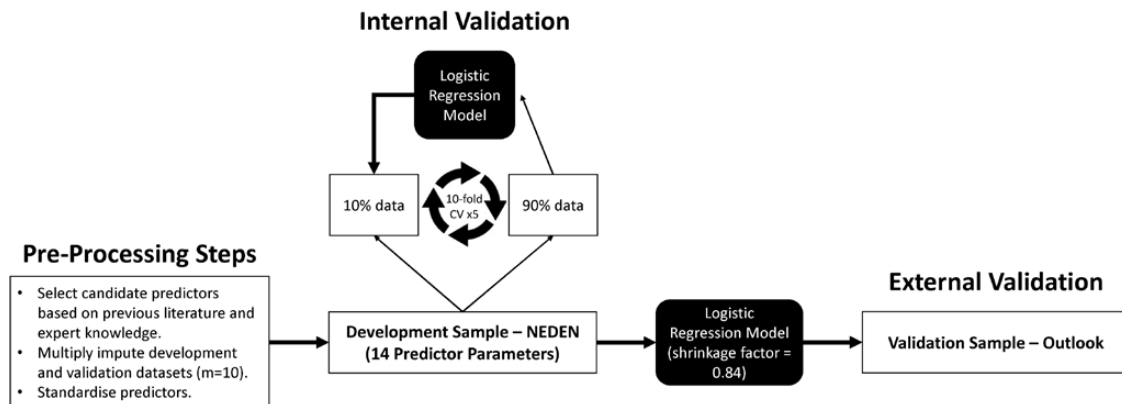 Internal Validation
Logistic
Regression
Model
10% data
10-fold
CV x5
90% data
Pre-Processing Steps
• Select candidate predictors
based on previous literature and
expert knowledge.
• Multiply impute development
and validation datasets (m=10).
• Standardise predictors.
Development Sample – NEDEN
(14 Predictor Parameters)
Logistic
Regression Model
(shrinkage factor =
0.84)
External Validation
Validation Sample – Outlook